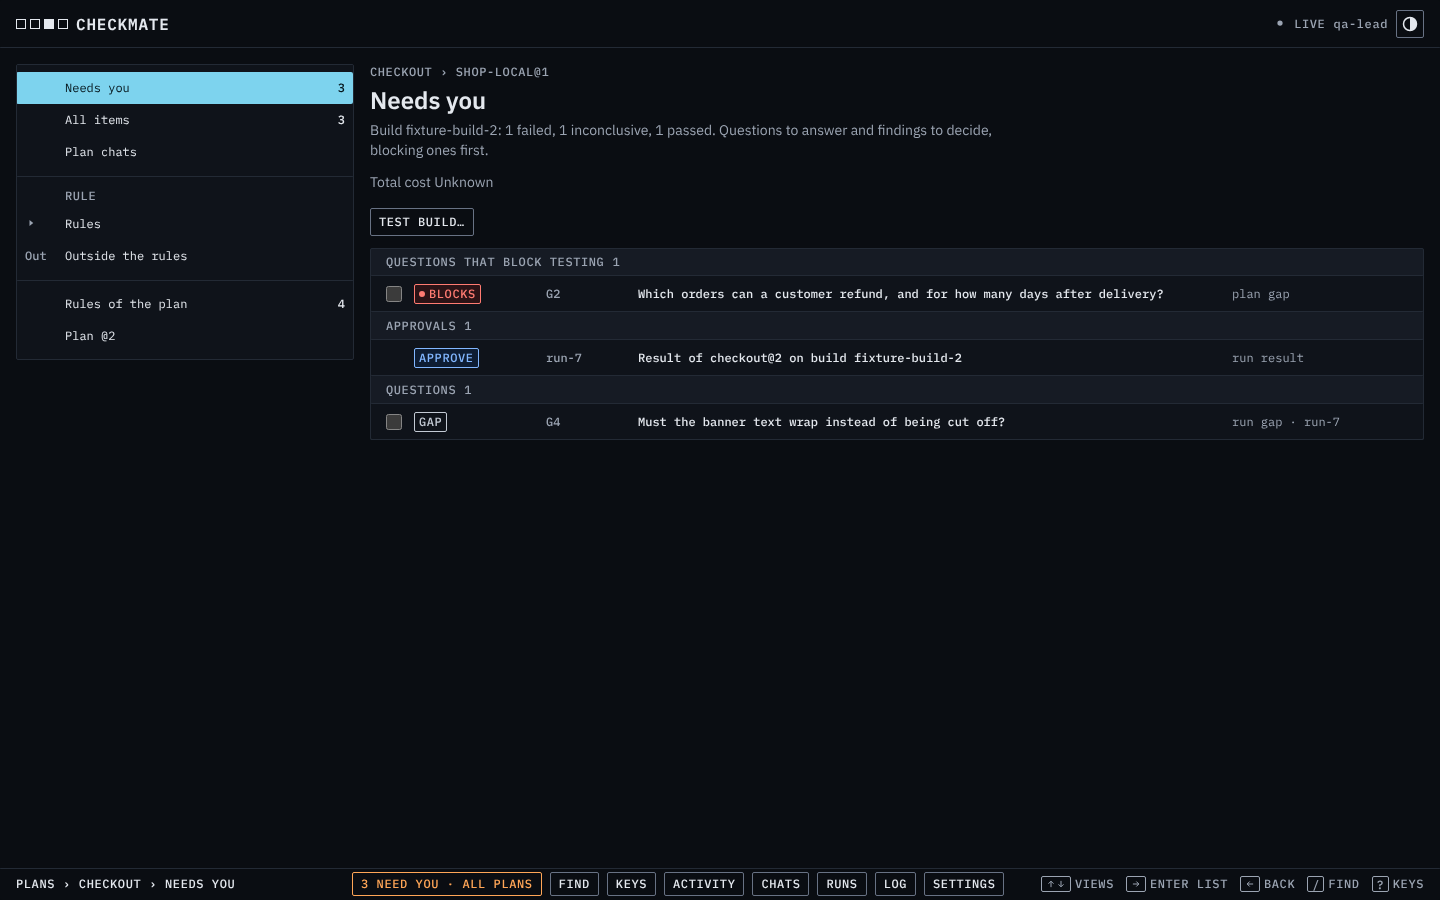 CHECKMATE
LIVE qa-lead
Needs you 3
All items 3
Plan chats
RULE
Rules
Out Outside the rules
Rules of the plan 4
Plan @2
CHECKOUT › SHOP-LOCAL@1
Needs you
Build fixture-build-2: 1 failed, 1 inconclusive, 1 passed. Questions to answer and findings to decide,
blocking ones first.
Total cost Unknown
TEST BUILD…
QUESTIONS THAT BLOCK TESTING 1
BLOCKS G2 Which orders can a customer refund, and for how many days after delivery? plan gap
APPROVALS 1
APPROVE run-7 Result of checkout@2 on build fixture-build-2 run result
QUESTIONS 1
GAP G4 Must the banner text wrap instead of being cut off? run gap · run-7
PLANS › CHECKOUT › NEEDS YOU 3 NEED YOU · ALL PLANS FIND KEYS ACTIVITY CHATS RUNS LOG SETTINGS ↑↓ VIEWS → ENTER LIST ← BACK / FIND ? KEYS